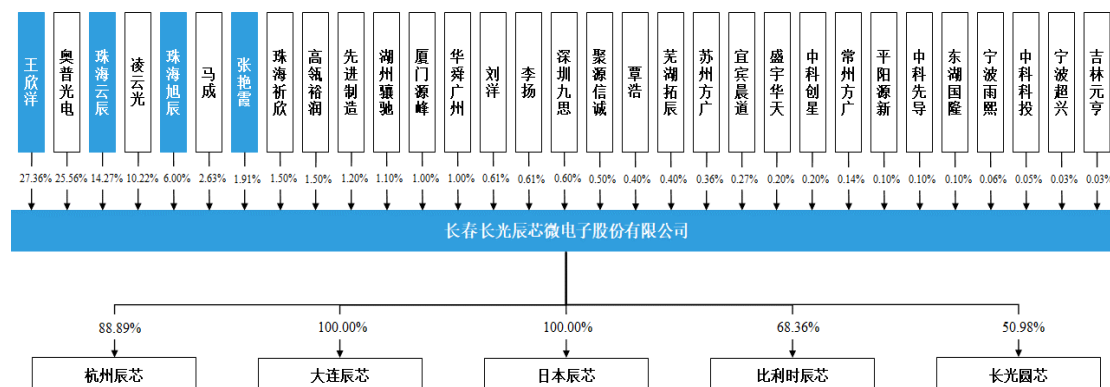 王欣洋
奥普光电
珠海云辰
凌云光
珠海旭辰
马成
张艳霞
珠海祈欣
高瓴裕润
先进制造
湖州骥驰
厦门源峰
华舜广州
刘洋
李扬
深圳九思
聚源信诚
覃浩
芜湖拓辰
苏州方广
宜宾晨道
盛宇华天
中科创星
常州方广
平阳源新
中科先导
东湖国隆
宁波雨熙
中科科投
宁波超兴
吉林元亨
27.36% 25.56% 14.27% 10.22% 6.00% 2.63% 1.91% 1.50% 1.50% 1.20% 1.10% 1.00% 1.00% 0.61% 0.61% 0.60% 0.50% 0.40% 0.40% 0.36% 0.27% 0.20% 0.20% 0.14% 0.10% 0.10% 0.10% 0.06% 0.05% 0.03% 0.03%
长春长光辰芯微电子股份有限公司
88.89% 100.00% 100.00% 68.36% 50.98%
杭州辰芯 大连辰芯 日本辰芯 比利时辰芯 长光圆芯